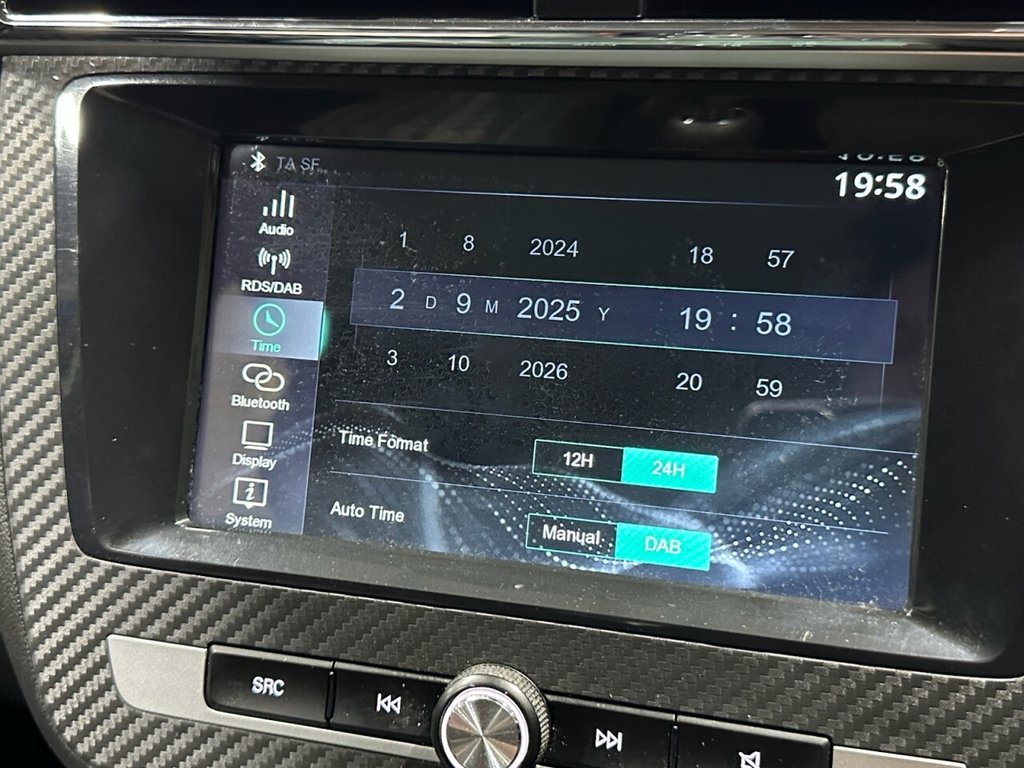 TA SF
19:58
Audio
RDS/DAB
Time
Bluetooth
Display
System
1 8 2024 18 57
2 D 9 M 2025 Y 19 : 58
3 10 2026 20 59
Time Format 12H 24H
Auto Time Manual DAB
SRC